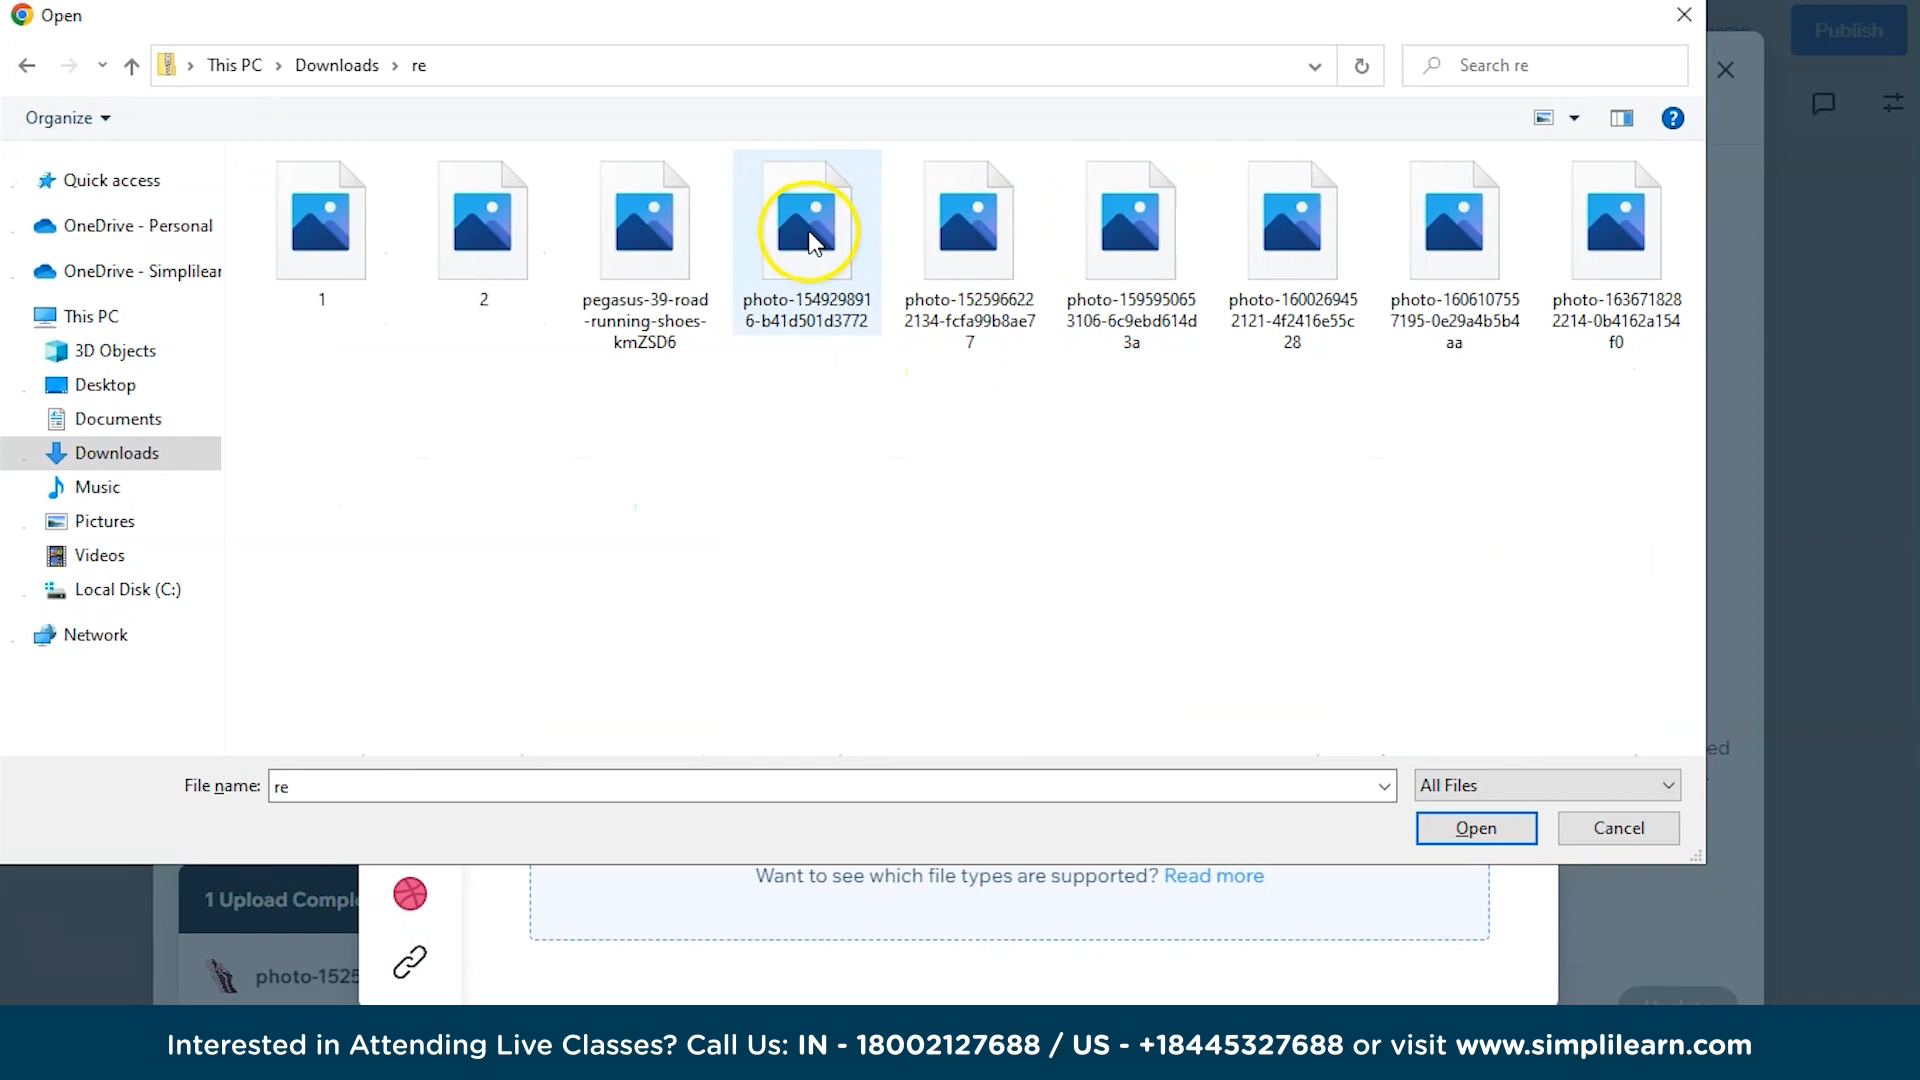 Open
Publish
This PC
Downloads
re
Search re
Organize
?
Quick access
OneDrive - Personal
OneDrive - Simplilear
This PC
3D Objects
Desktop
Documents
Downloads
Music
Pictures
Videos
Local Disk (C:)
Network
1
2
pegasus-39-road
-running-shoes-
kmZSD6
photo-154929891
6-b41d501d3772
photo-152596622
2134-fcfa99b8ae7
7
photo-159595065
3106-6c9ebd614d
3a
photo-160026945
2121-4f2416e55c
28
photo-160610755
7195-0e29a4b5b4
aa
photo-163671828
2214-0b4162a154
f0
ed
File name:
re
All Files
Open
Cancel
Want to see which file types are supported? Read more
1 Upload Comple
photo-1525
Interested in Attending Live Classes? Call Us: IN - 18002127688 / US - +18445327688 or visit www.simplilearn.com